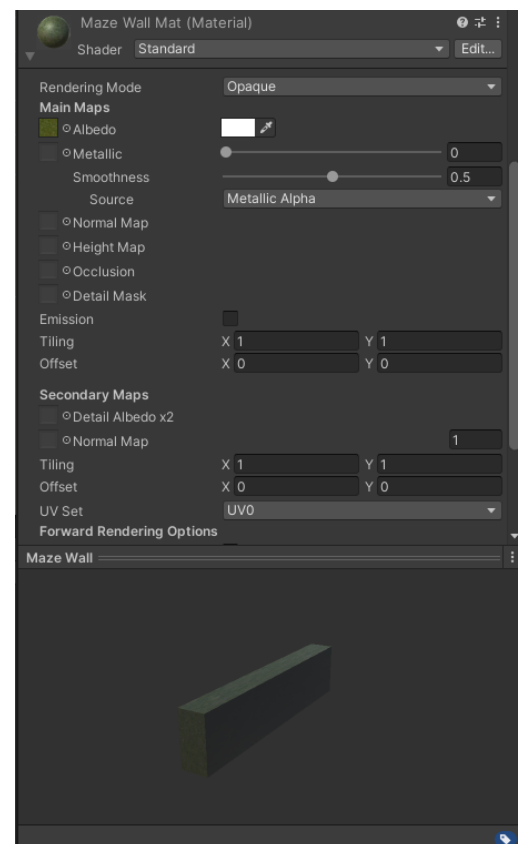 Maze Wall Mat (Material)
Shader Standard Edit...
Rendering Mode Opaque
Main Maps
Albedo
Metallic 0
Smoothness 0.5
Source Metallic Alpha
Normal Map
Height Map
Occlusion
Detail Mask
Emission
Tiling X 1 Y 1
Offset X 0 Y 0
Secondary Maps
Detail Albedo x2
Normal Map 1
Tiling X 1 Y 1
Offset X 0 Y 0
UV Set UV0
Forward Rendering Options
Maze Wall